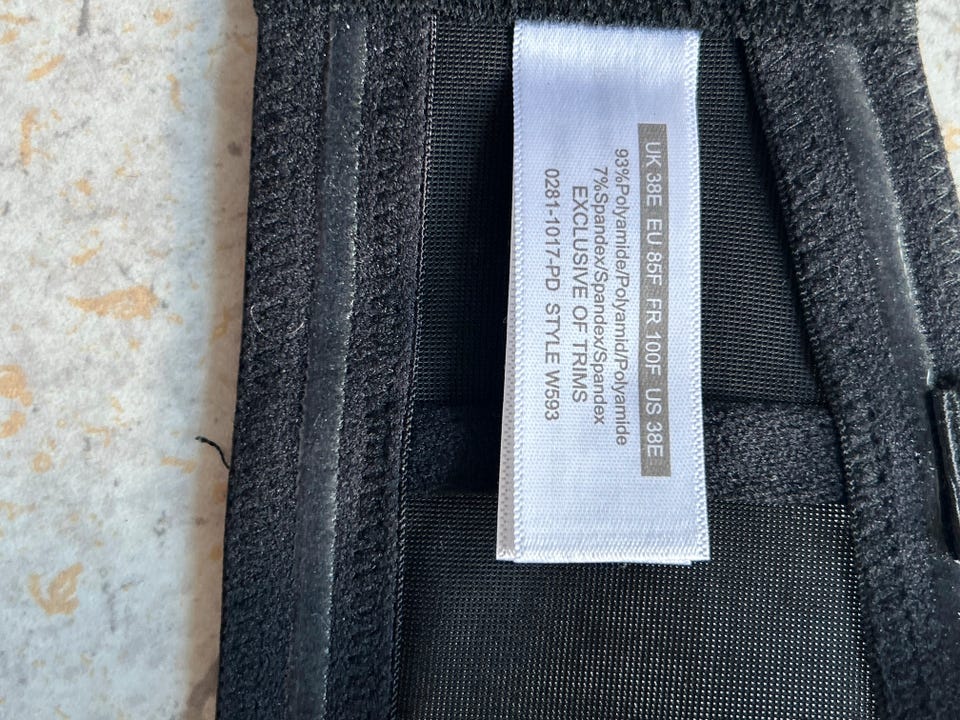 UK 38E EU 85F FR 100F US 38E
93%Polyamide/Polyamid/Polyamide
7%Spandex/Spandex/Spandex
EXCLUSIVE OF TRIMS
0281-1017-PD STYLE W593